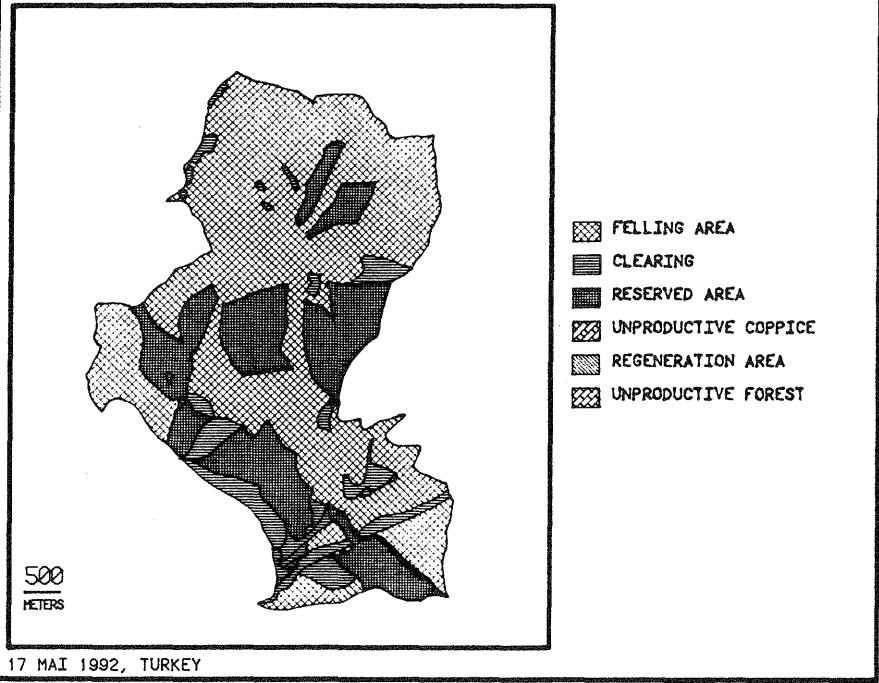 FELLING AREA
CLEARING
RESERVED AREA
UNPRODUCTIVE COPPICE
REGENERATION AREA
UNPRODUCTIVE FOREST
500
METERS
17 MAI 1992, TURKEY